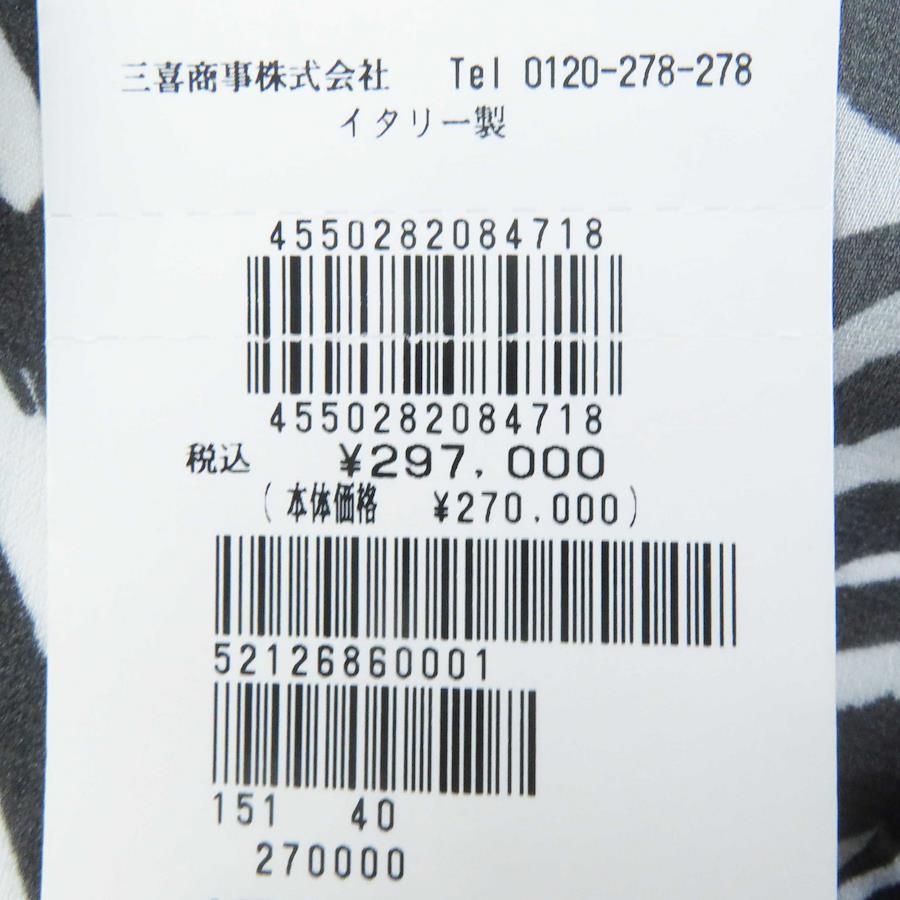 三喜商事株式会社 Tel 0120-278-278
イタリー製
4550282084718
4550282084718
税込 ¥297,000
(本体価格 ¥270,000)
52126860001
151 40
270000